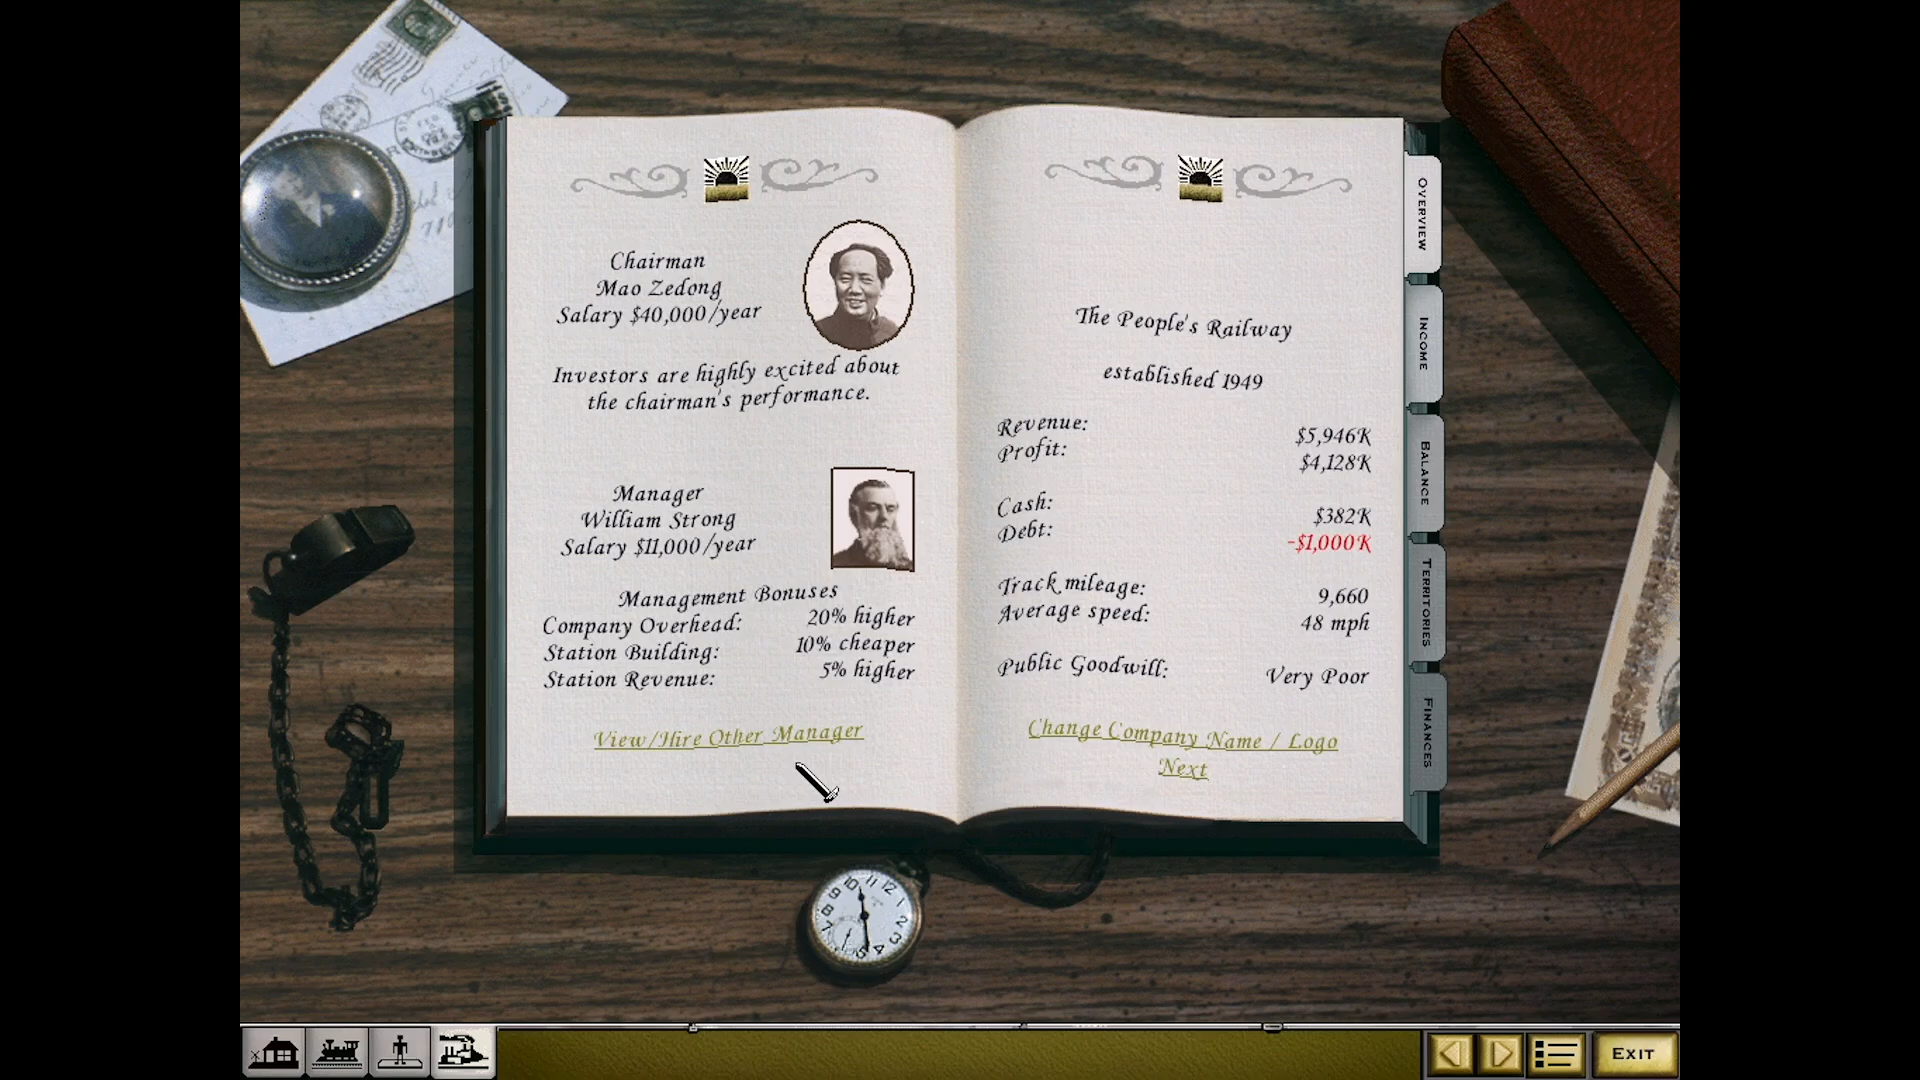 Chairman
Mao Zedong
Salary $40,000/year
Investors are highly excited about
the chairman's performance.
Manager
William Strong
Salary $11,000/year
Management Bonuses
Company Overhead: 20% higher
Station Building: 10% cheaper
Station Revenue: 5% higher
View/Hire Other Manager
The People's Railway
established 1949
Revenue: $5,946K
Profit: $4,128K
Cash: $382K
Debt: -$1,000K
Track mileage: 9,660
Average speed: 48 mph
Public Goodwill: Very Poor
Change Company Name / Logo
Next
OVERVIEW
INCOME
BALANCE
TERRITORIES
FINANCES
EXIT